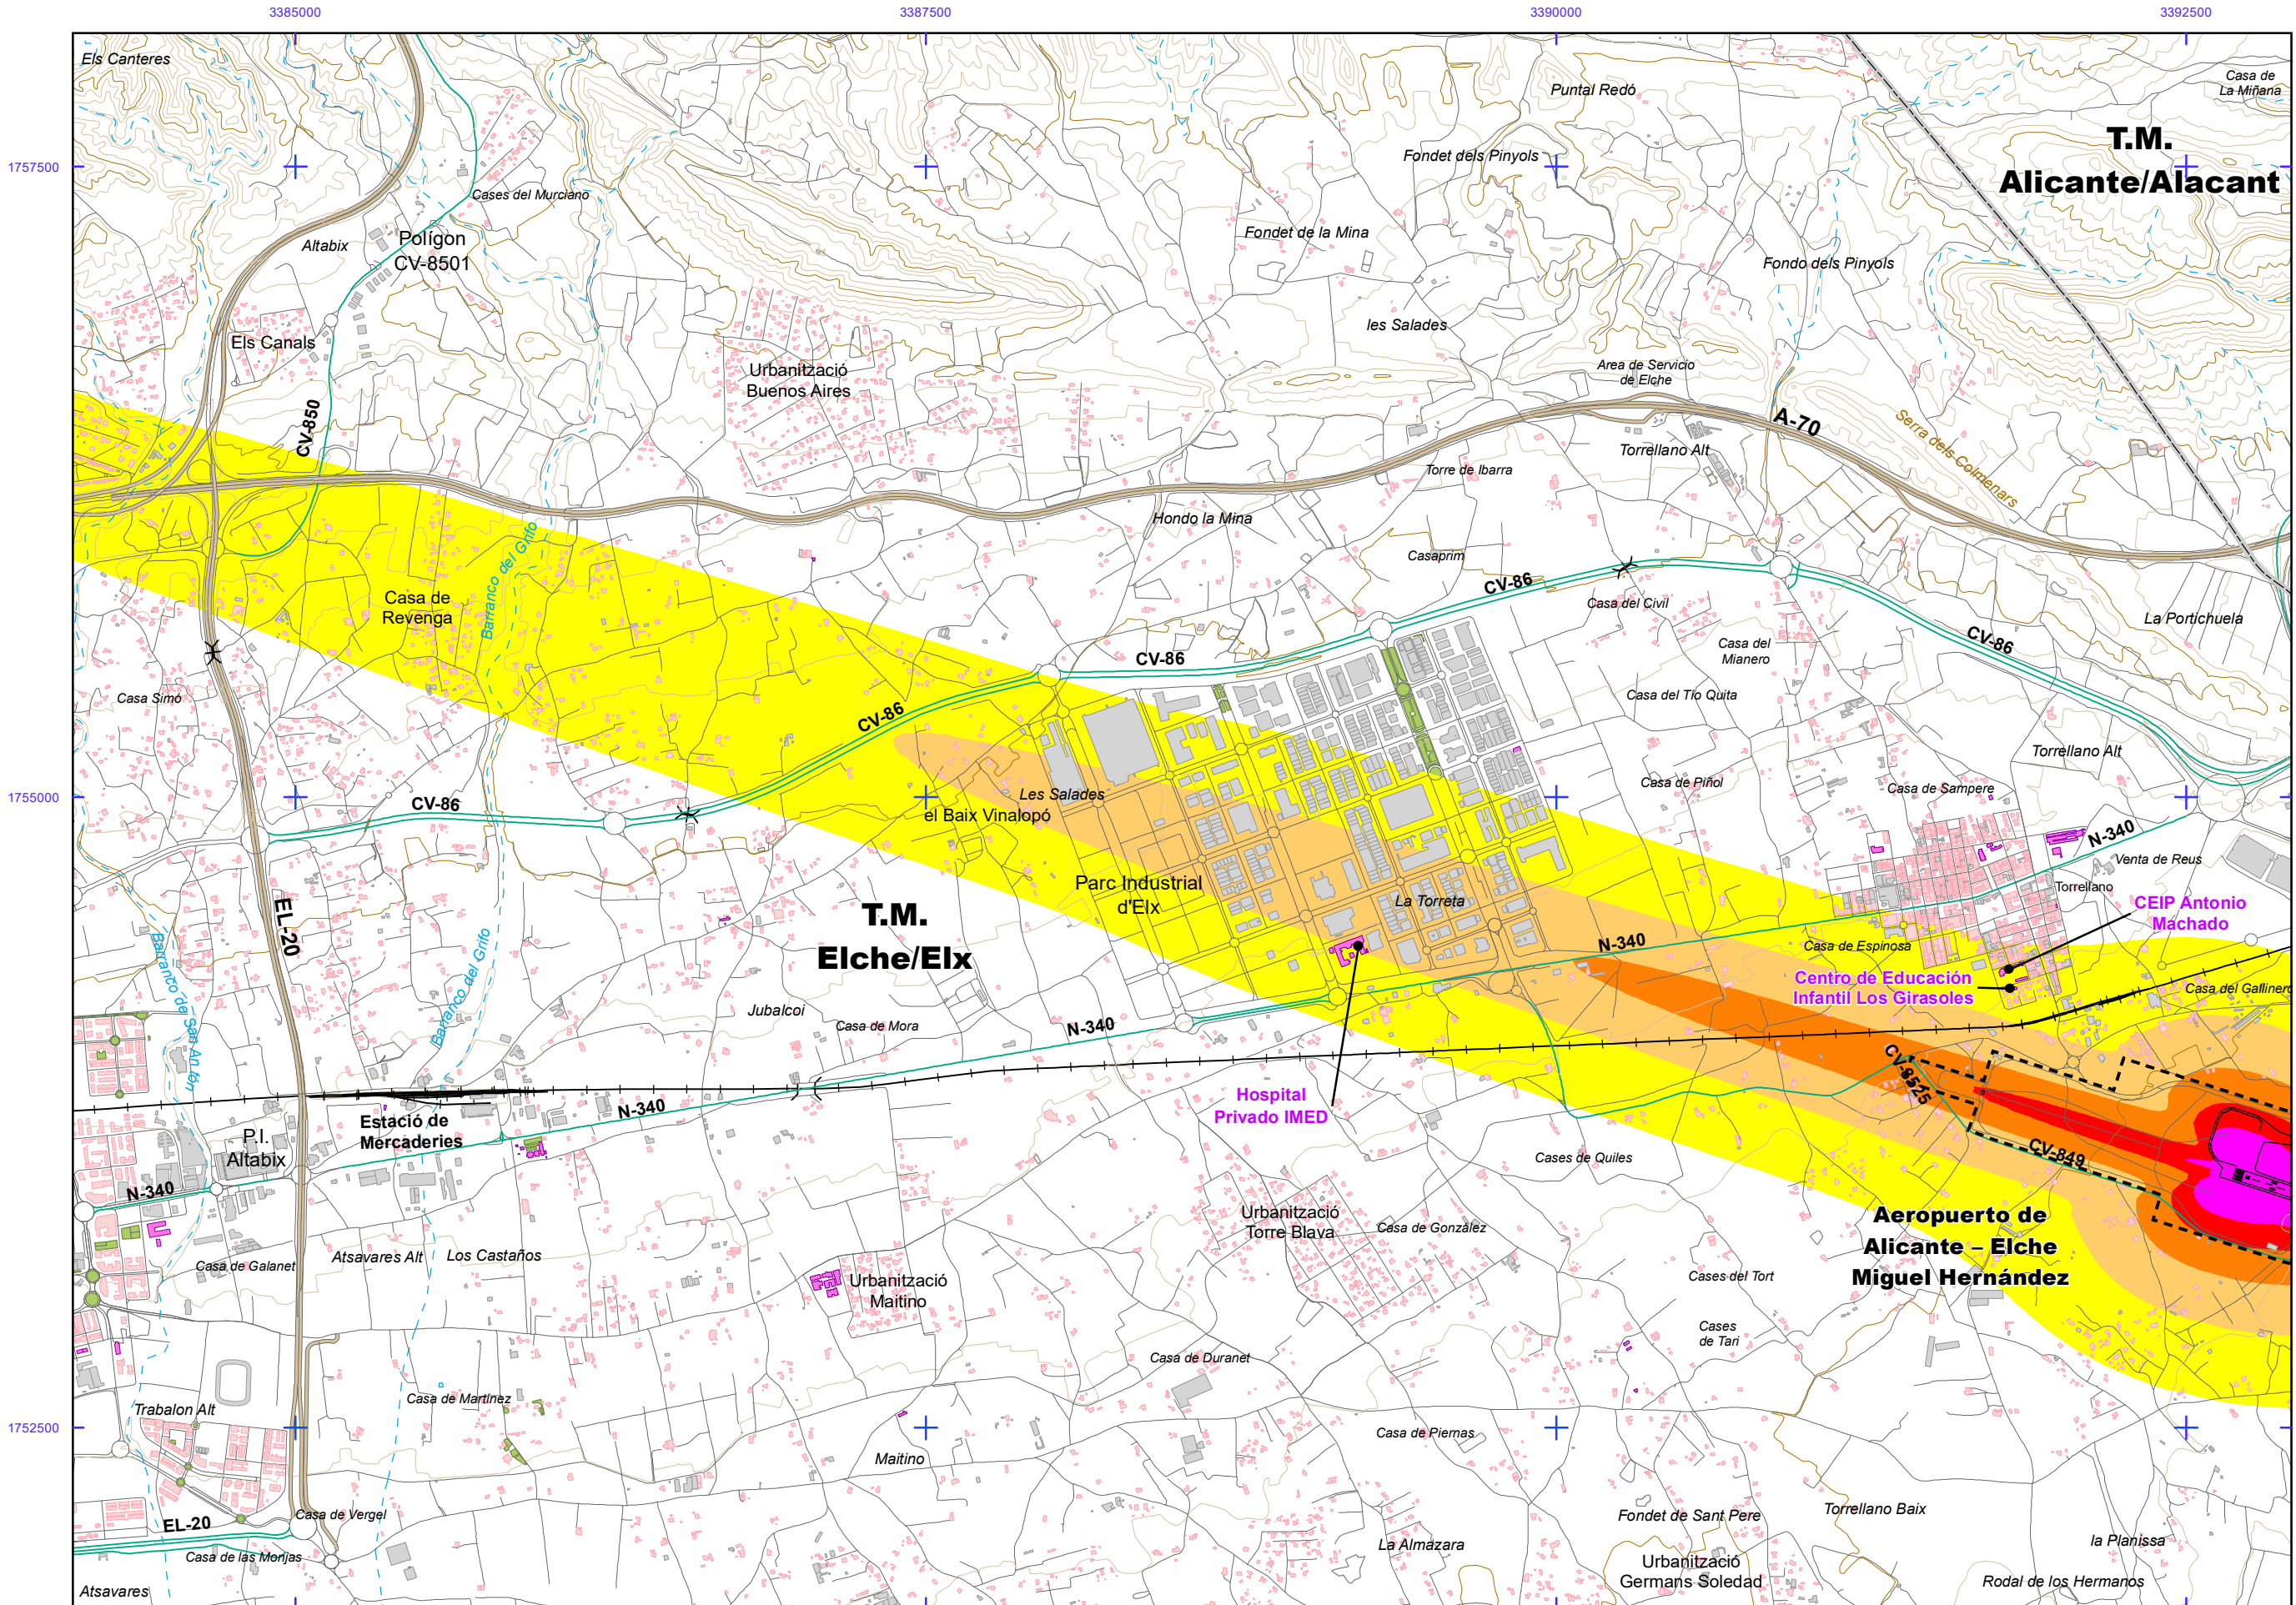 3385000
3387500
3390000
3392500
Els Canteres
Casa de
La Miñana
Puntal Redó
T.M.
Alicante/Alacant
1757500
Fondet dels Pinyols
Cases del Murciano
Altabix
Polígon
CV-8501
Fondet de la Mina
Fondo dels Pinyols
les Salades
Els Canals
Urbanització
Buenos Aires
Area de Servicio
de Elche
CV-850
A-70
Serra dels Colmenars
Torrellano Alt
Torre de Ibarra
Hondo la Mina
Barranco del Grifo
Casaprim
CV-86
Casa de
Revenga
Casa del Civil
La Portichuela
CV-86
Casa del
Mianero
CV-86
Casa Simó
Casa del Tío Quita
CV-86
Torrellano Alt
Casa de Piñol
Casa de Sampere
1755000
Les Salades
CV-86
el Baix Vinalopó
N-340
Venta de Reus
Parc Industrial
d'Elx
Torrellano
La Torreta
CEIP Antonio
Machado
T.M.
Elche/Elx
EL-20
Barranco de San Antón
Barranco del Grifo
N-340
Casa de Espinosa
Centro de Educación
Infantil Los Girasoles
Casa del Gallinero
Jubalcoi
Casa de Mora
N-340
CV-8525
Hospital
Privado IMED
N-340
Estació de
Mercaderies
P.I.
Altabix
CV-849
Cases de Quiles
N-340
Urbanització
Torre Blava
Casa de Gonzàlez
Aeropuerto de
Alicante – Elche
Miguel Hernández
Atsavares Alt
Los Castaños
Casa de Galanet
Urbanització
Maitino
Cases del Tort
Cases
de Tari
Casa de Duranet
Casa de Martínez
Trabalon Alt
1752500
Casa de Piernas
Maitino
Casa de Vergel
EL-20
Fondet de Sant Pere
Torrellano Baix
Casa de las Monjas
La Almazara
la Planissa
Urbanització
Germans Soledad
Atsavares
Rodal de los Hermanos